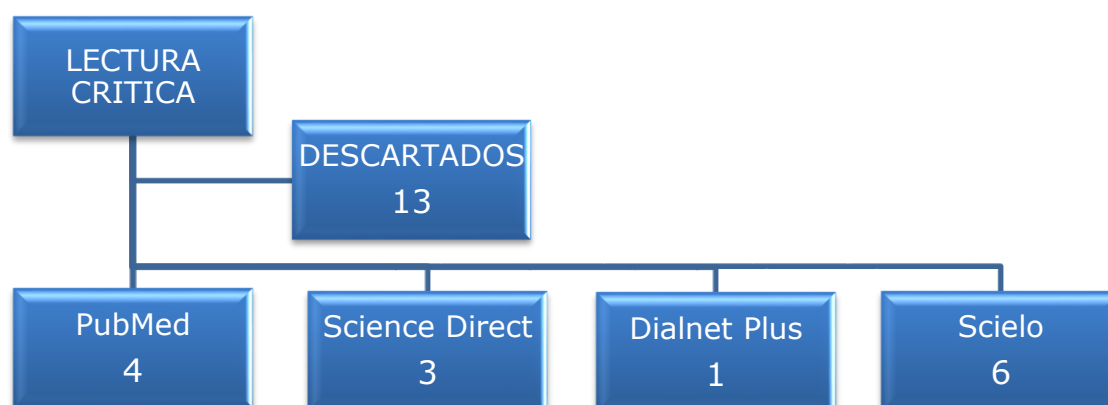 LECTURA
CRITICA
DESCARTADOS
13
PubMed
4
Science Direct
3
Dialnet Plus
1
Scielo
6